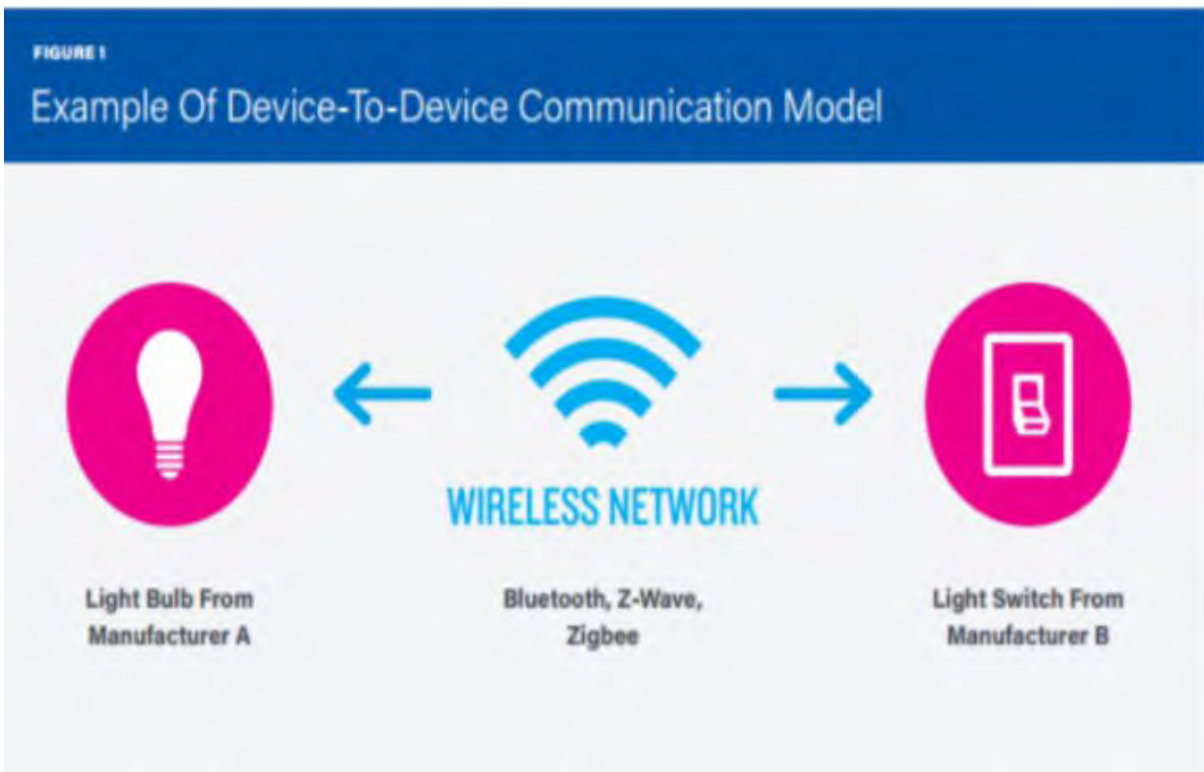 FIGURE 1
Example Of Device-To-Device Communication Model
WIRELESS NETWORK
Light Bulb From
Manufacturer A
Bluetooth, Z-Wave,
Zigbee
Light Switch From
Manufacturer B